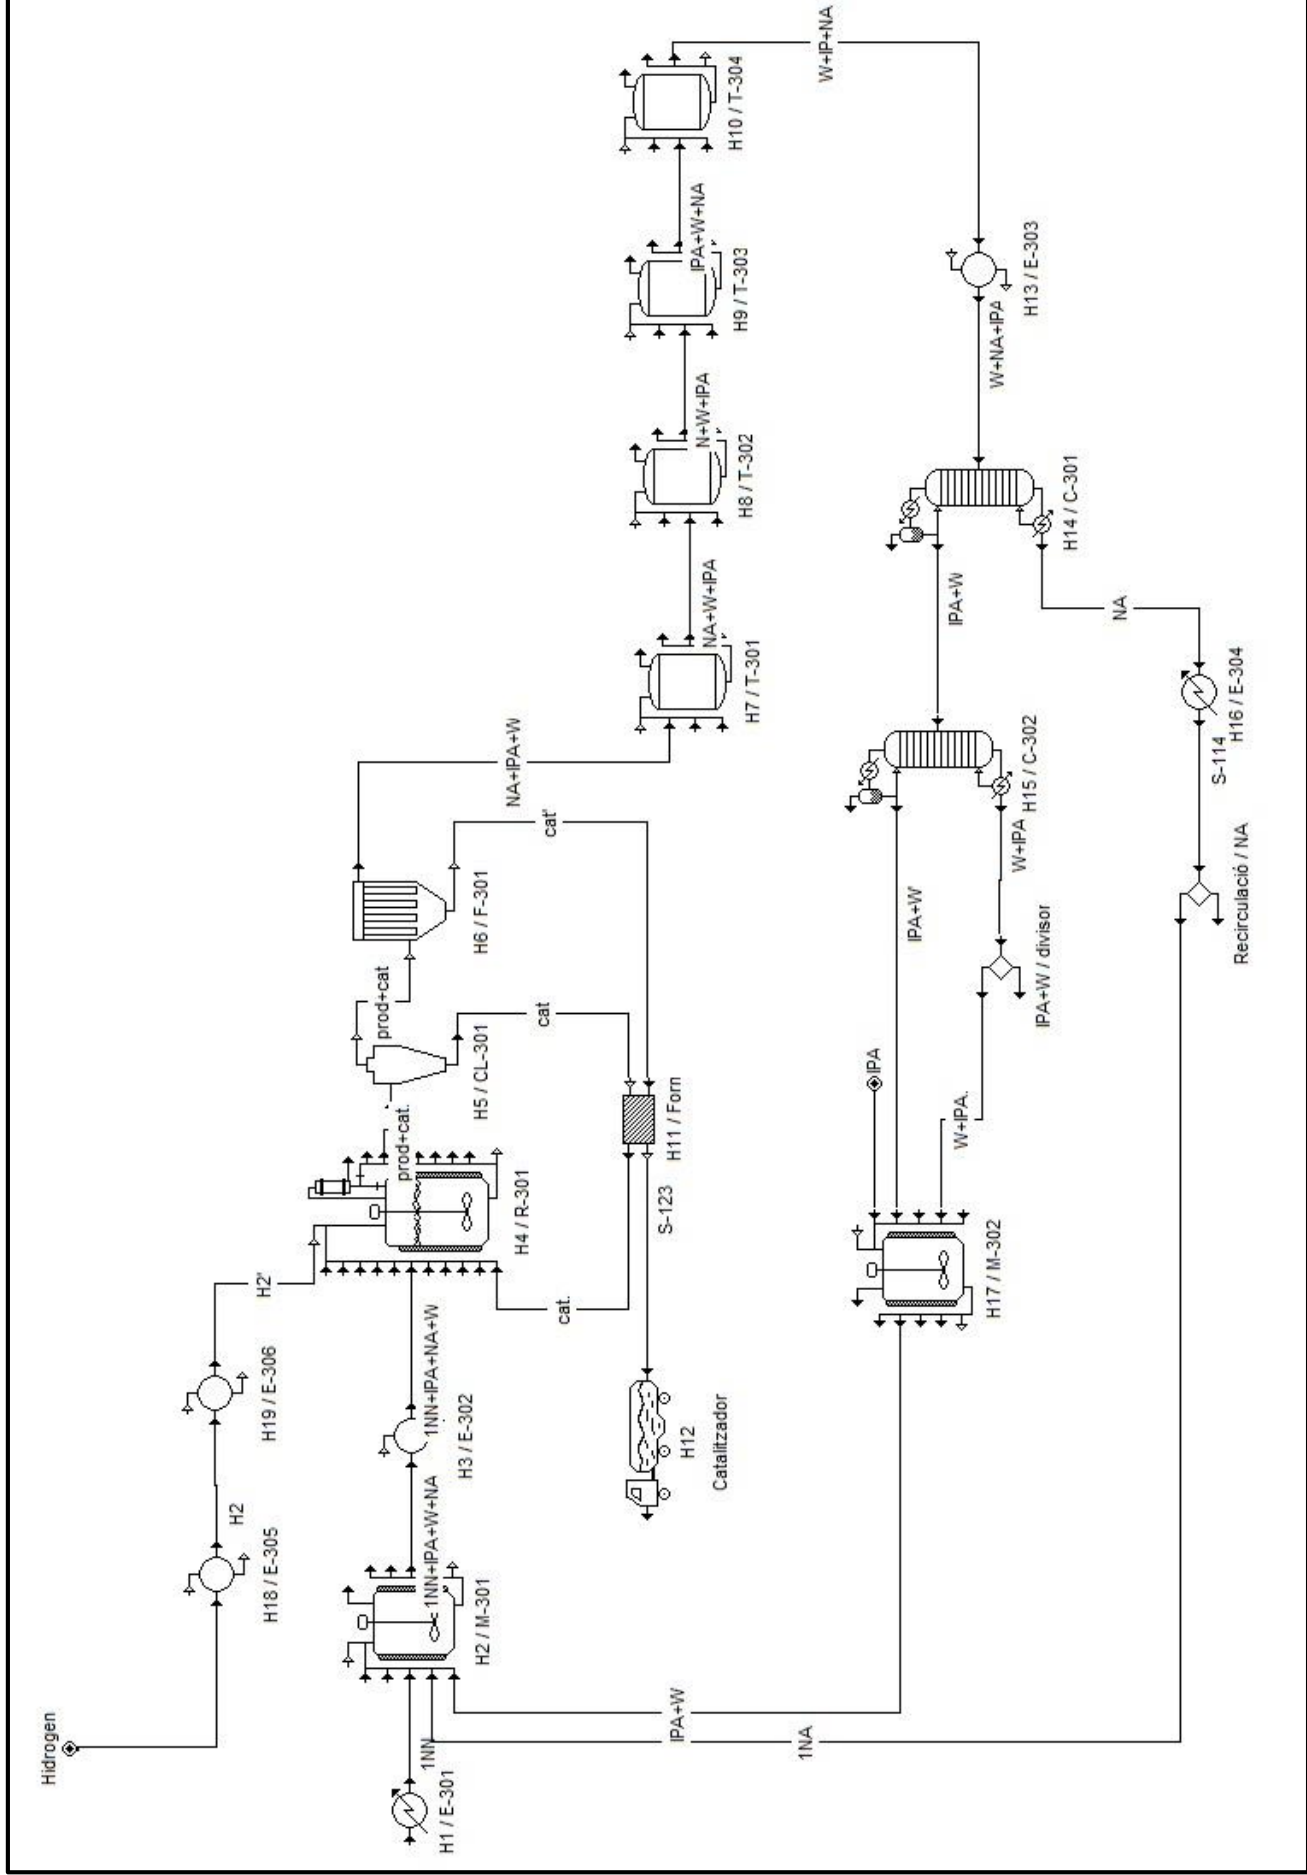 Hidrogen
H18 / E-305
H2
H19 / E-306
H2'
H1 / E-301
1NN
H2 / M-301
1NN+IPA+W+NA
H3 / E-302
1NN+IPA+NA+W
H4 / R-301
prod+cat.
H5 / CL-301
prod+cat
H6 / F-301
NA+IPA+W
cat
cat'
cat.
H11 / Forn
S-123
H12
Catalitzador
H7 / T-301
NA+W+IPA
H8 / T-302
N+W+IPA
H9 / T-303
IPA+W+NA
H10 / T-304
W+IP+NA
H13 / E-303
W+NA+IPA
H14 / C-301
IPA+W
NA
H15 / C-302
W+IPA
IPA+W
IPA+W / divisor
W+IPA.
IPA
H17 / M-302
IPA+W
1NA
H16 / E-304
S-114
Recirculació / NA